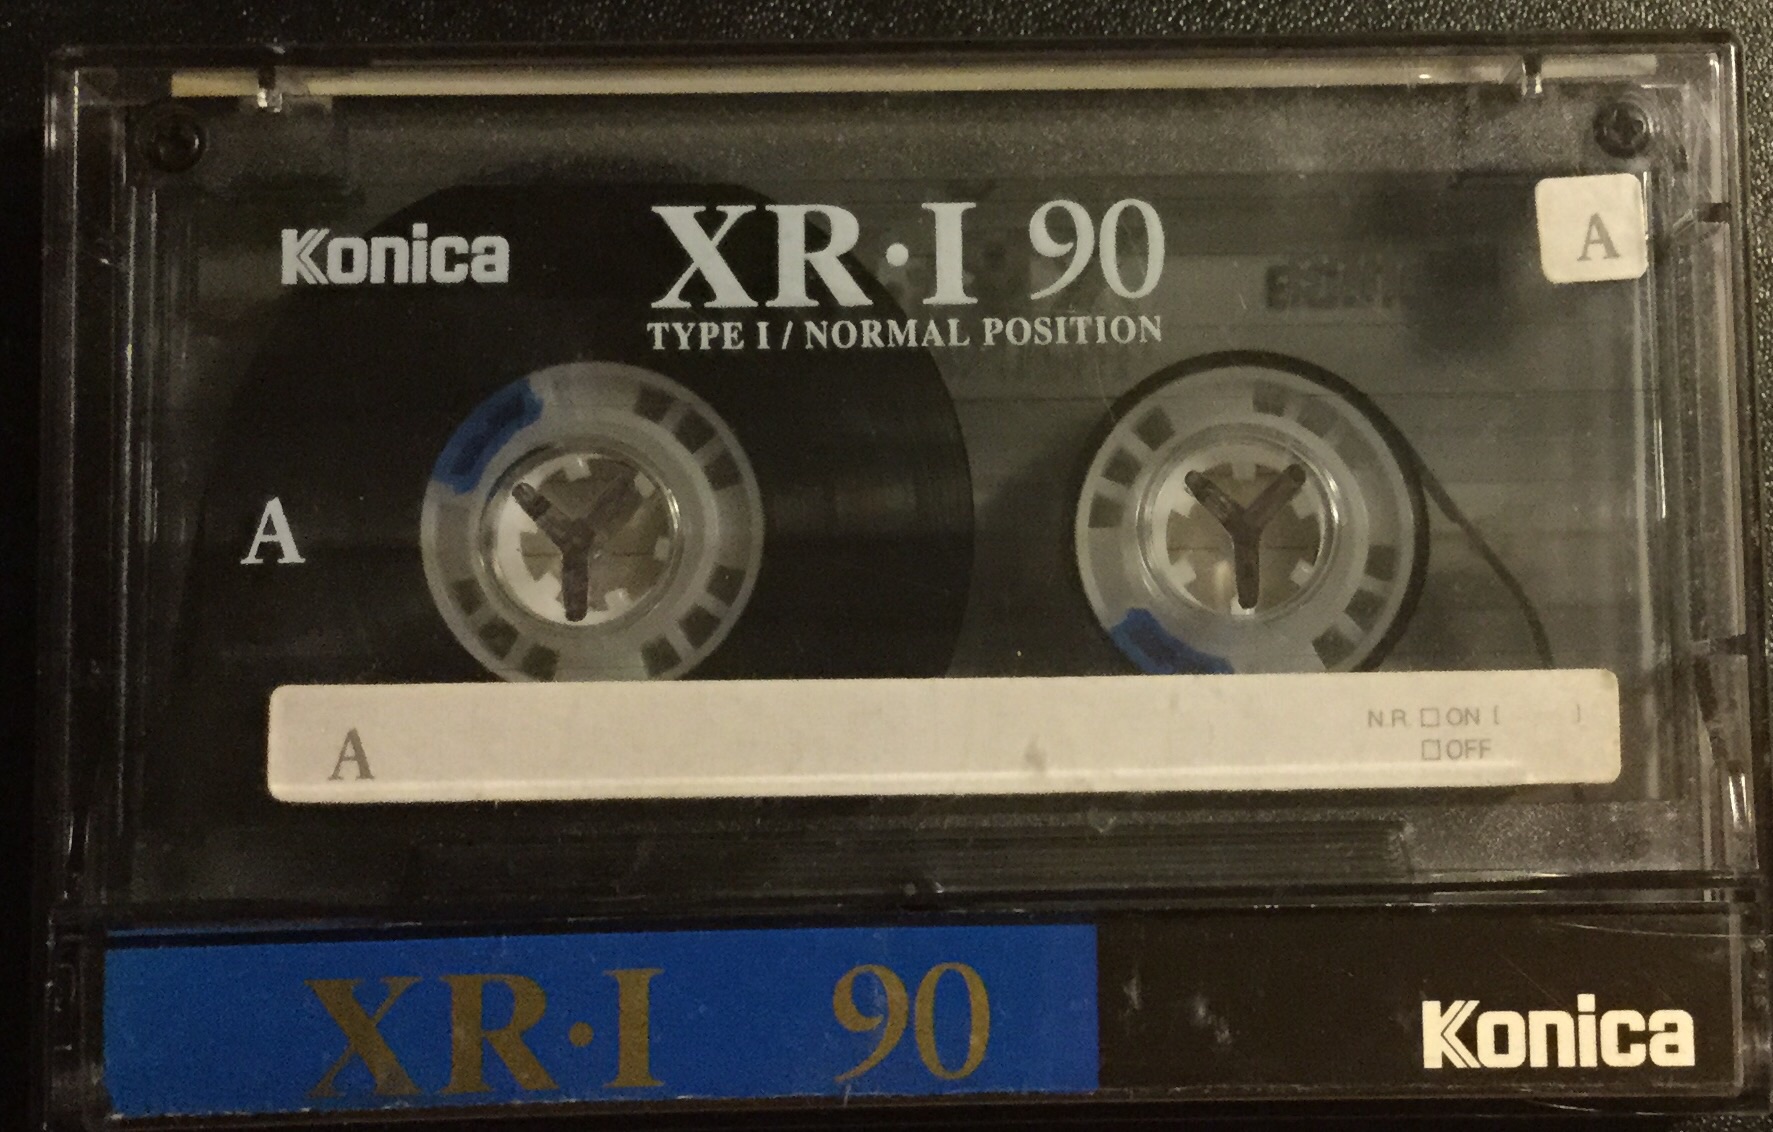 Konica
XR·I 90
TYPE I / NORMAL POSITION
A
A
A
N.R. □ ON [ ]
□ OFF
XR·I 90
Konica